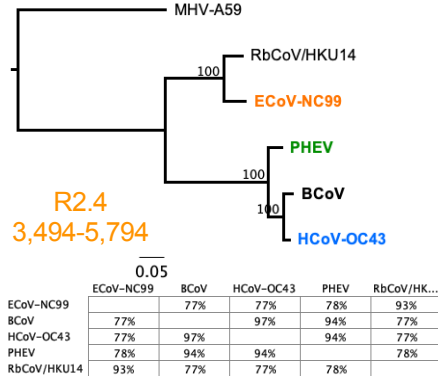 MHV-A59
RbCoV/HKU14
100
ECoV-NC99
PHEV
100
BCoV
100
HCoV-OC43
R2.4
3,494-5,794
0.05
ECoV-NC99 BCoV HCoV-OC43 PHEV RbCoV/HK...
ECoV-NC99 77% 77% 78% 93%
BCoV 77% 97% 94% 77%
HCoV-OC43 77% 97% 94% 77%
PHEV 78% 94% 94% 78%
RbCoV/HKU14 93% 77% 77% 78%